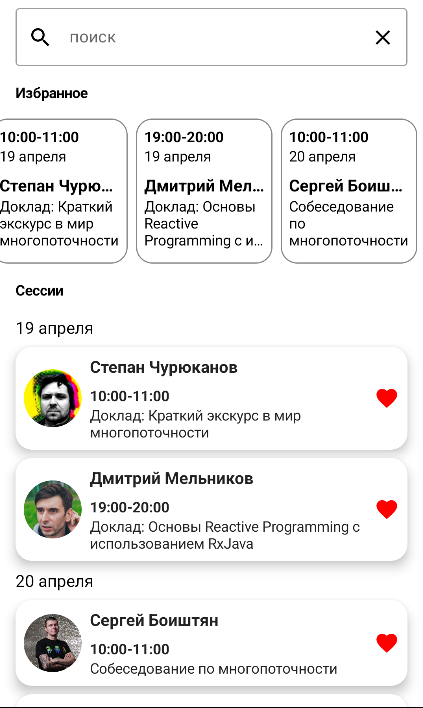 поиск
Избранное
10:00-11:00
19 апреля
Степан Чурю...
Доклад: Краткий
экскурс в мир
многопоточности
19:00-20:00
19 апреля
Дмитрий Мел...
Доклад: Основы
Reactive
Programming с и...
10:00-11:00
20 апреля
Сергей Боиш...
Собеседование
по
многопоточности
Сессии
19 апреля
Степан Чурюканов
10:00-11:00
Доклад: Краткий экскурс в мир
многопоточности
Дмитрий Мельников
19:00-20:00
Доклад: Основы Reactive Programming с
использованием RxJava
20 апреля
Сергей Боиштян
10:00-11:00
Собеседование по многопоточности